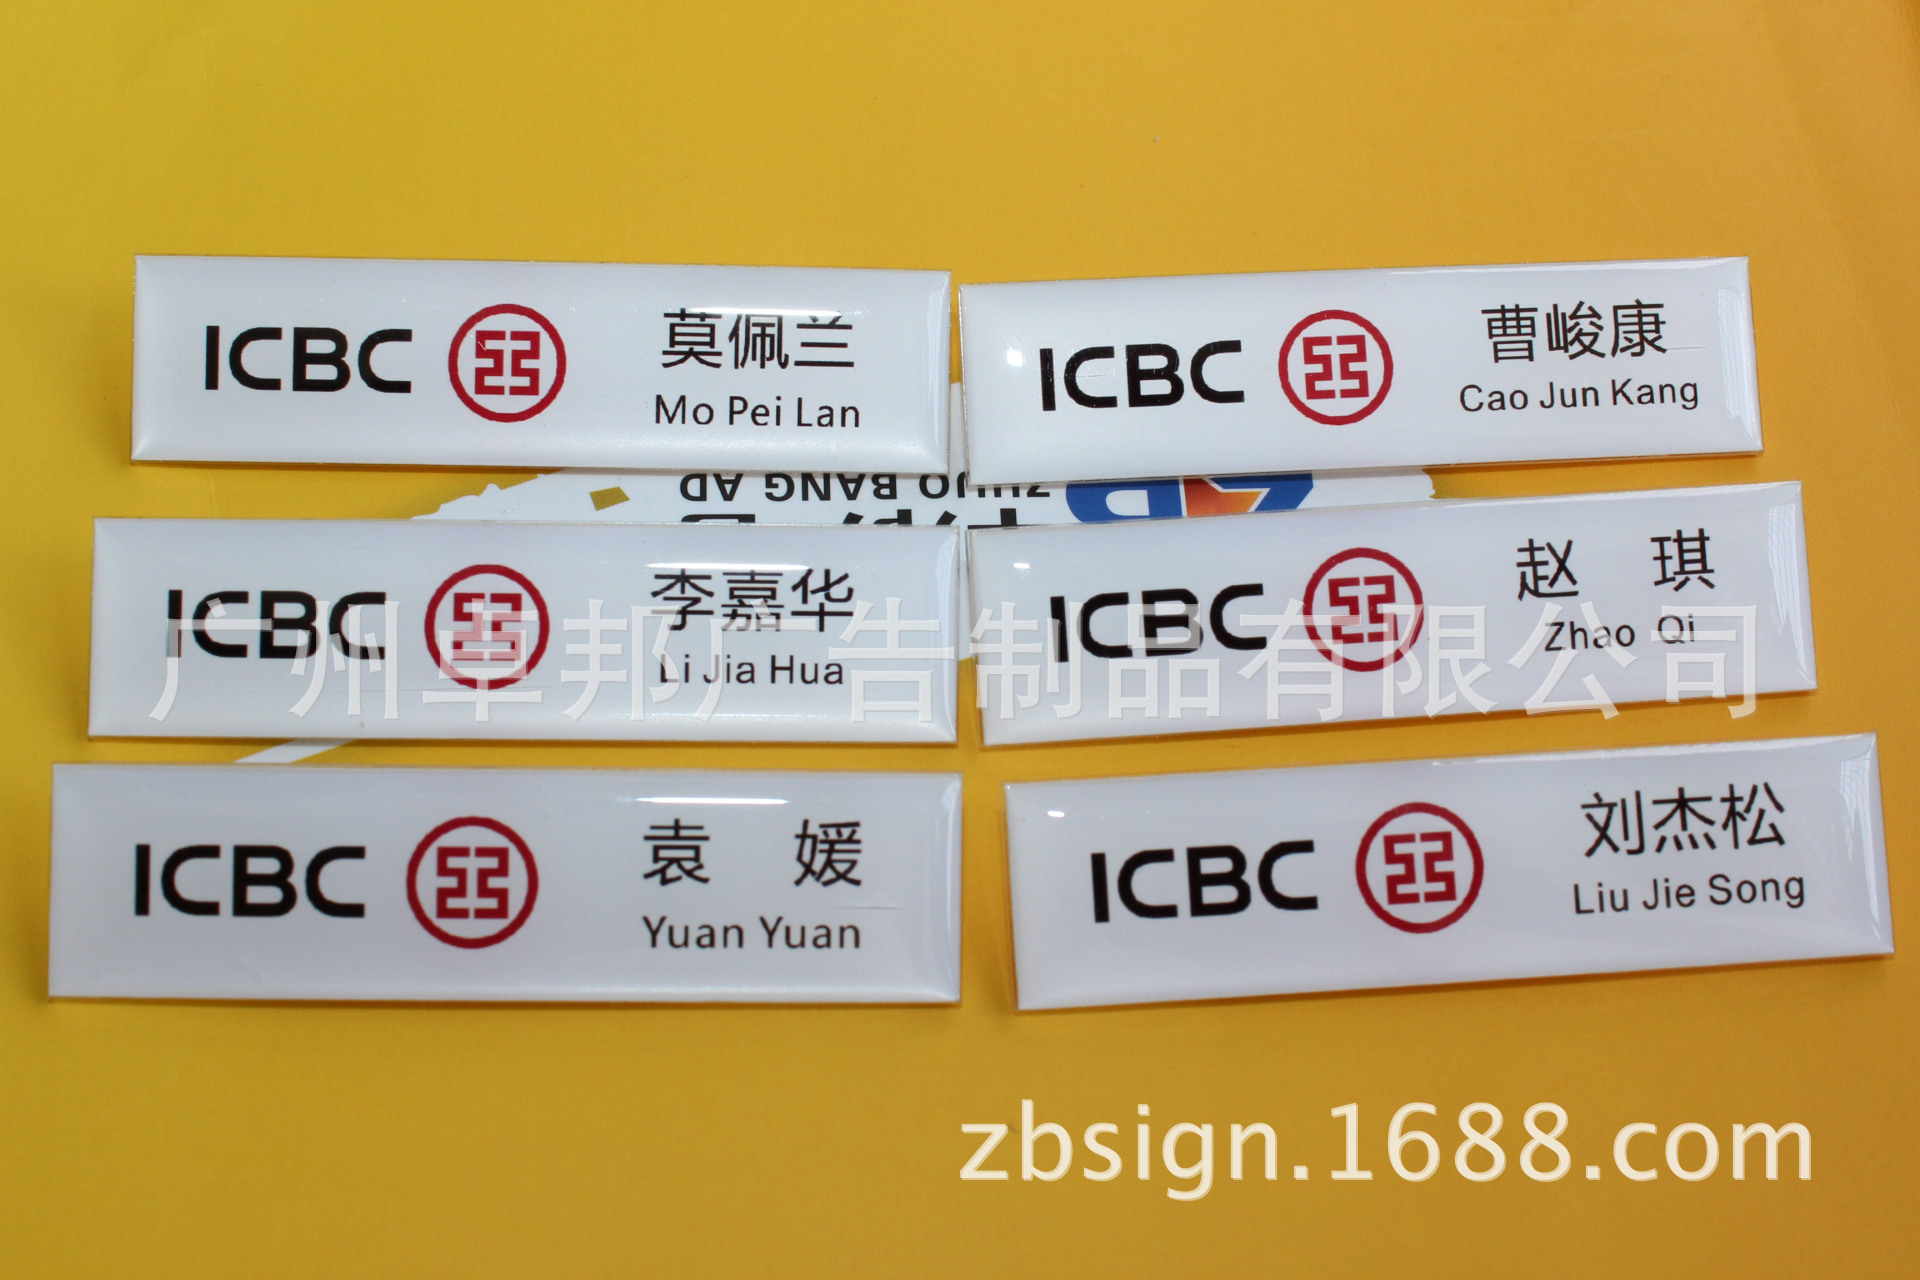 ICBC 莫佩兰
Mo Pei Lan
ICBC 曹峻康
Cao Jun Kang
BANG AD
ICBC 李嘉华
Li Jia Hua
ICBC 赵 琪
Zhao Qi
广州卓邦广告制品有限公司
ICBC 袁 媛
Yuan Yuan
ICBC 刘杰松
Liu Jie Song
zbsign.1688.com